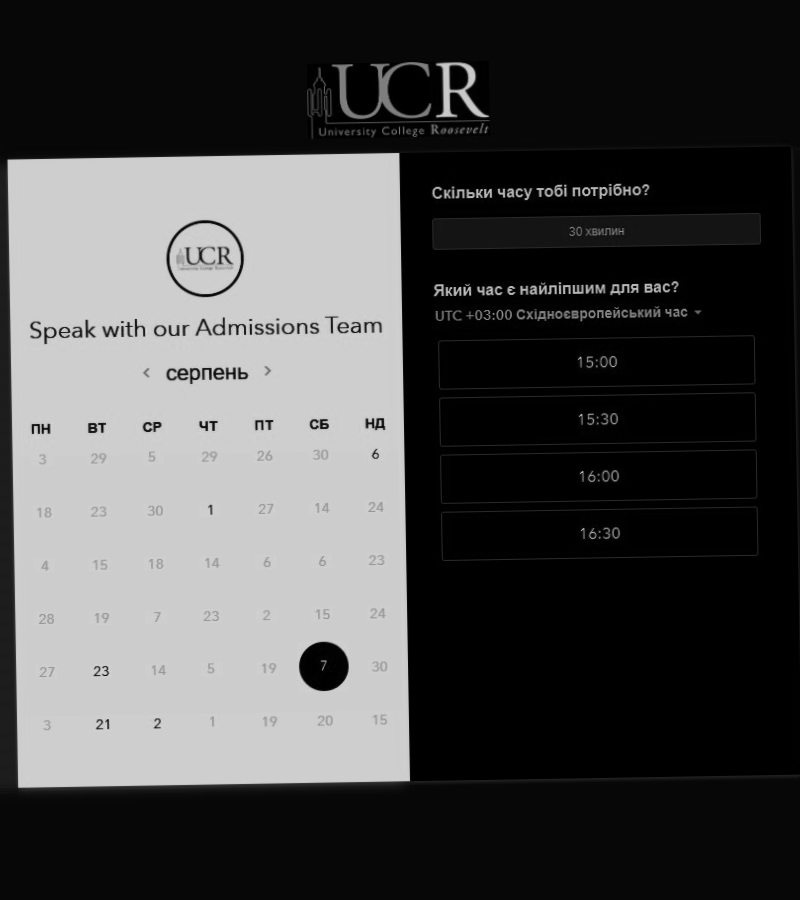 UCR
University College Roosevelt
UCR
Speak with our Admissions Team
серпень
ПН ВТ СР ЧТ ПТ СБ НД
3 29 5 29 26 30 6
18 23 30 1 27 14 24
4 15 18 14 6 6 23
28 19 7 23 2 15 24
27 23 14 5 19 7 30
3 21 2 1 19 20 15
Скільки часу тобі потрібно?
30 хвилин
Який час є найліпшим для вас?
UTC +03:00 Східноєвропейський час
15:00
15:30
16:00
16:30